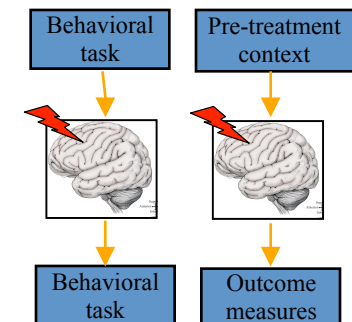 Behavioral
task
Pre-treatment
context
Behavioral
task
Outcome
measures